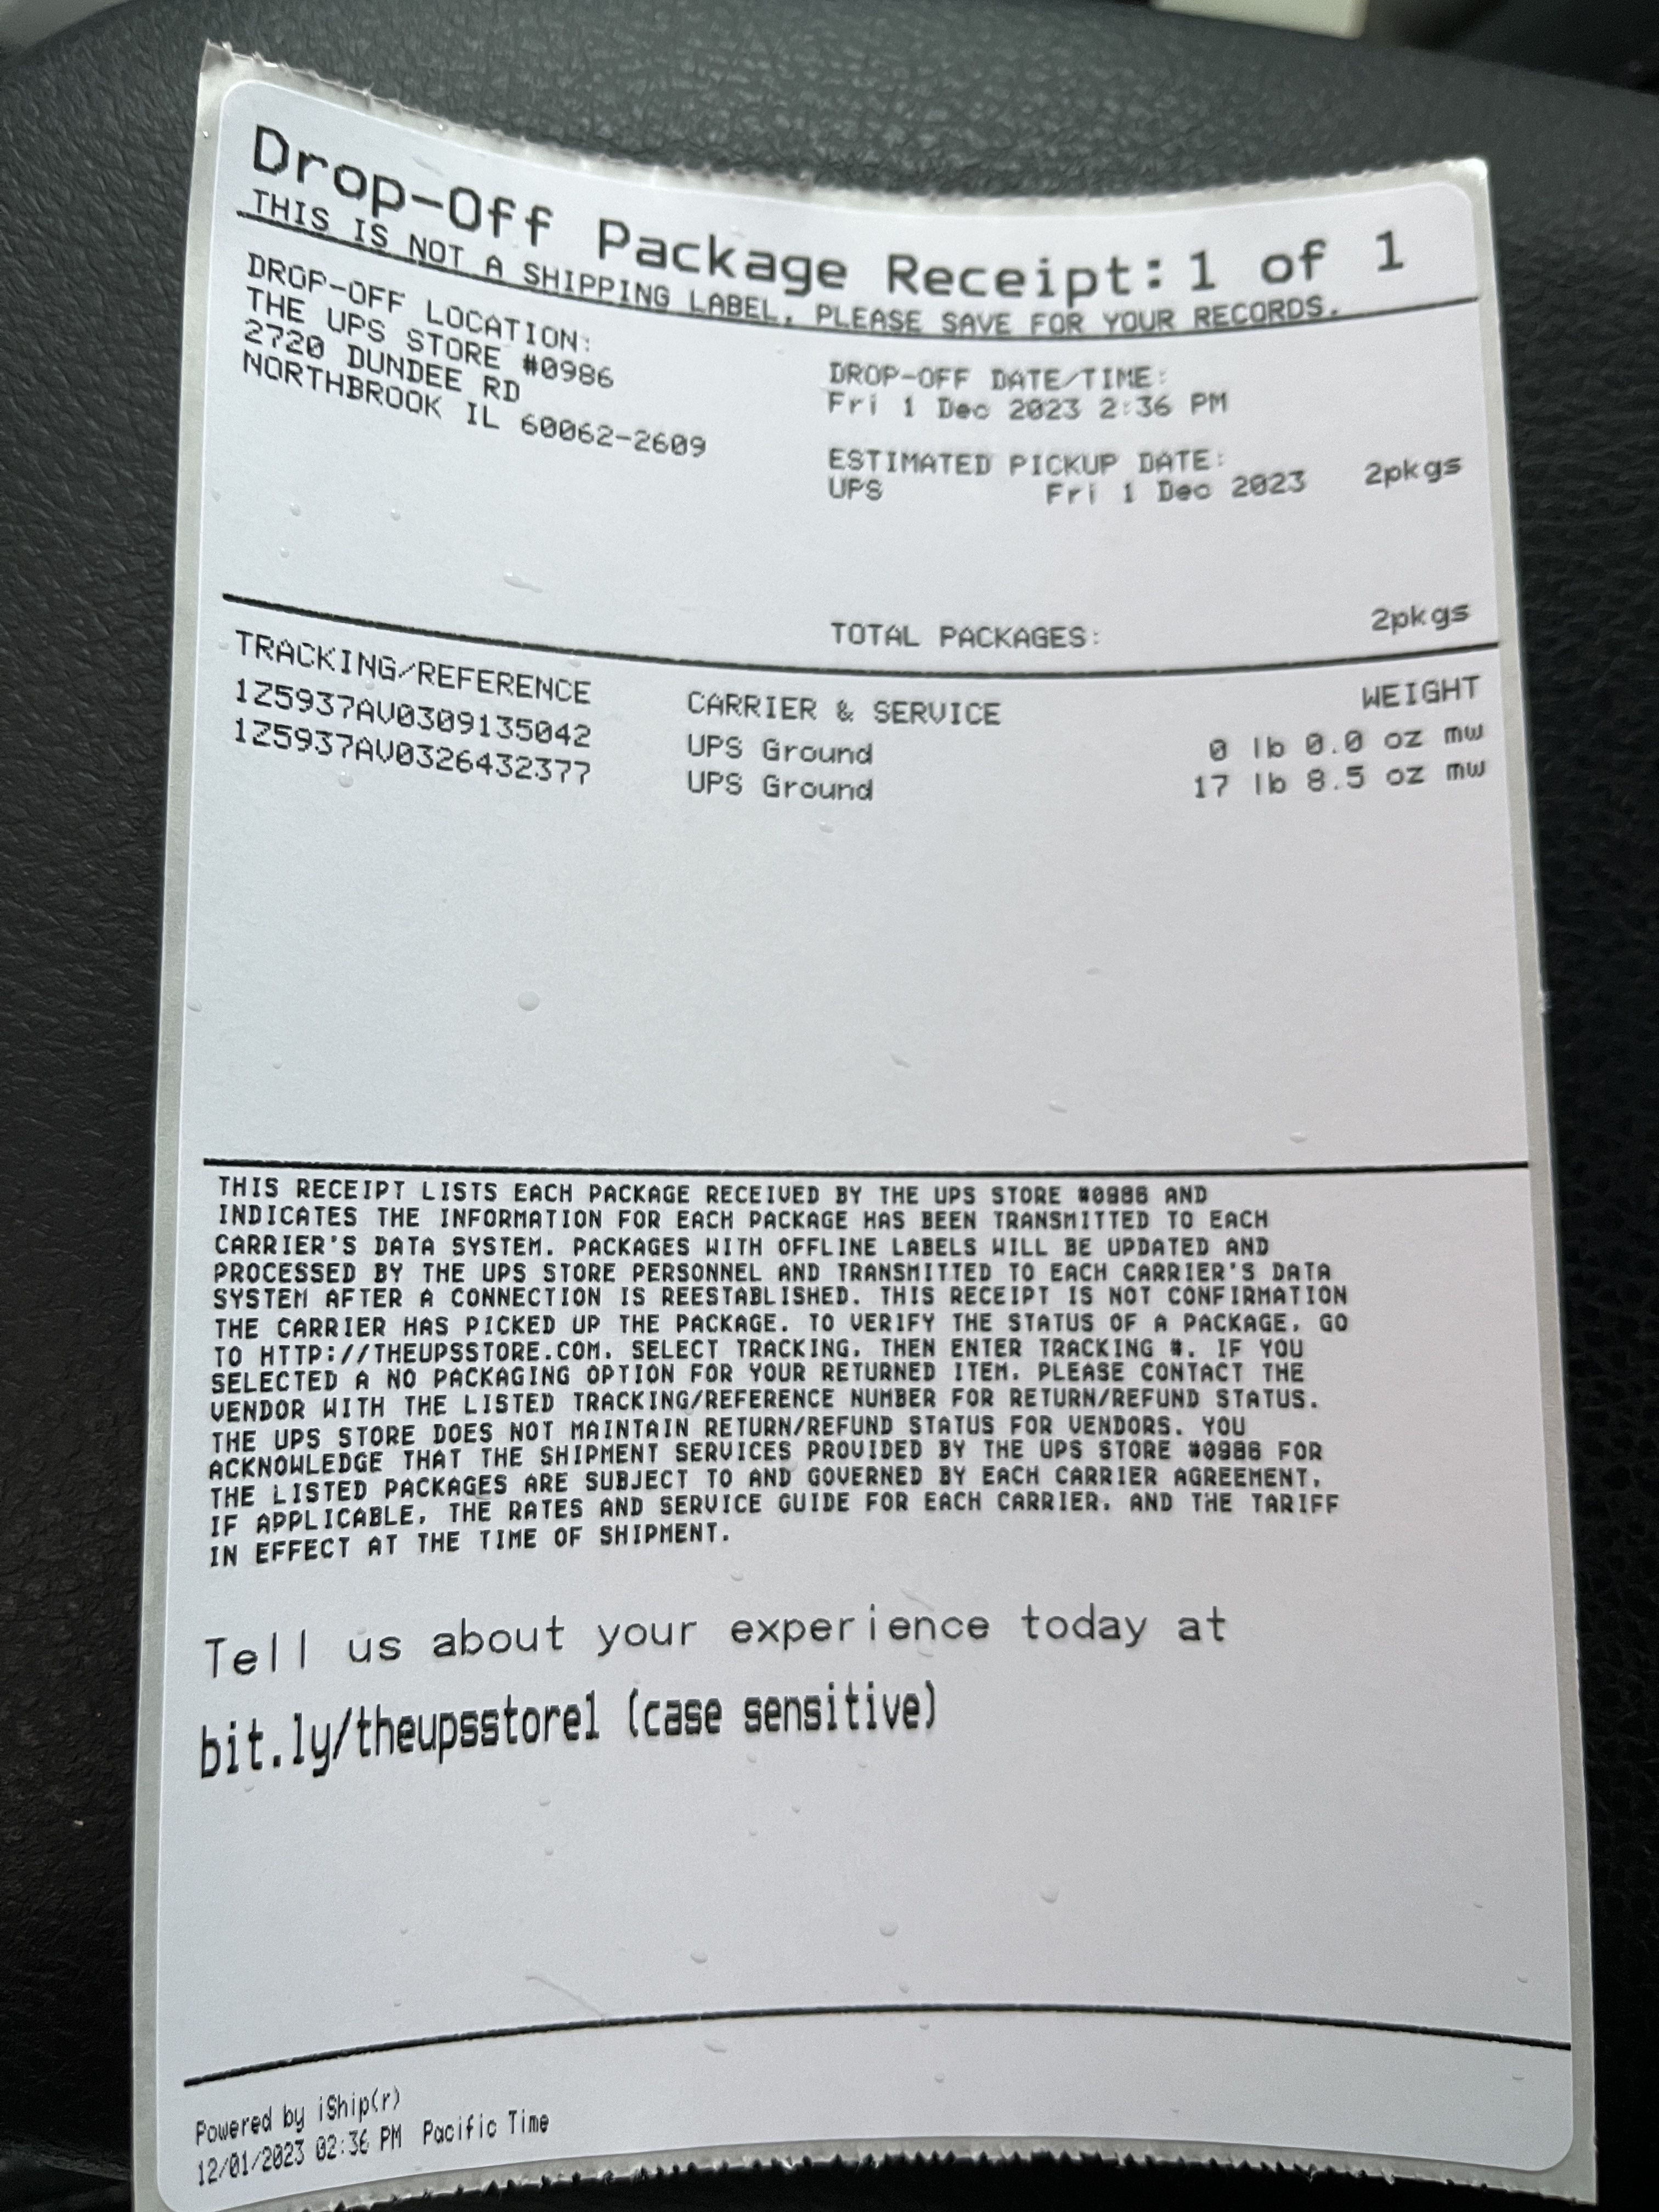 Drop-Off Package Receipt: 1 of 1
THIS IS NOT A SHIPPING LABEL. PLEASE SAVE FOR YOUR RECORDS.
DROP-OFF LOCATION:
THE UPS STORE #0986
2720 DUNDEE RD
NORTHBROOK IL 60062-2609
DROP-OFF DATE/TIME:
Fri 1 Dec 2023 2:36 PM
ESTIMATED PICKUP DATE:
UPS Fri 1 Dec 2023 2pkgs
TOTAL PACKAGES: 2pkgs
TRACKING/REFERENCE CARRIER & SERVICE WEIGHT
1Z5937AV0309135042 UPS Ground 0 lb 0.0 oz mw
1Z5937AV0326432377 UPS Ground 17 lb 8.5 oz mw
THIS RECEIPT LISTS EACH PACKAGE RECEIVED BY THE UPS STORE #0986 AND
INDICATES THE INFORMATION FOR EACH PACKAGE HAS BEEN TRANSMITTED TO EACH
CARRIER'S DATA SYSTEM. PACKAGES WITH OFFLINE LABELS WILL BE UPDATED AND
PROCESSED BY THE UPS STORE PERSONNEL AND TRANSMITTED TO EACH CARRIER'S DATA
SYSTEM AFTER A CONNECTION IS REESTABLISHED. THIS RECEIPT IS NOT CONFIRMATION
THE CARRIER HAS PICKED UP THE PACKAGE. TO VERIFY THE STATUS OF A PACKAGE, GO
TO HTTP://THEUPSSTORE.COM, SELECT TRACKING, THEN ENTER TRACKING #. IF YOU
SELECTED A NO PACKAGING OPTION FOR YOUR RETURNED ITEM, PLEASE CONTACT THE
VENDOR WITH THE LISTED TRACKING/REFERENCE NUMBER FOR RETURN/REFUND STATUS.
THE UPS STORE DOES NOT MAINTAIN RETURN/REFUND STATUS FOR VENDORS. YOU
ACKNOWLEDGE THAT THE SHIPMENT SERVICES PROVIDED BY THE UPS STORE #0986 FOR
THE LISTED PACKAGES ARE SUBJECT TO AND GOVERNED BY EACH CARRIER AGREEMENT,
IF APPLICABLE, THE RATES AND SERVICE GUIDE FOR EACH CARRIER, AND THE TARIFF
IN EFFECT AT THE TIME OF SHIPMENT.
Tell us about your experience today at
bit.ly/theupsstore1 (case sensitive)
Powered by iShip(r)
12/01/2023 02:36 PM Pacific Time